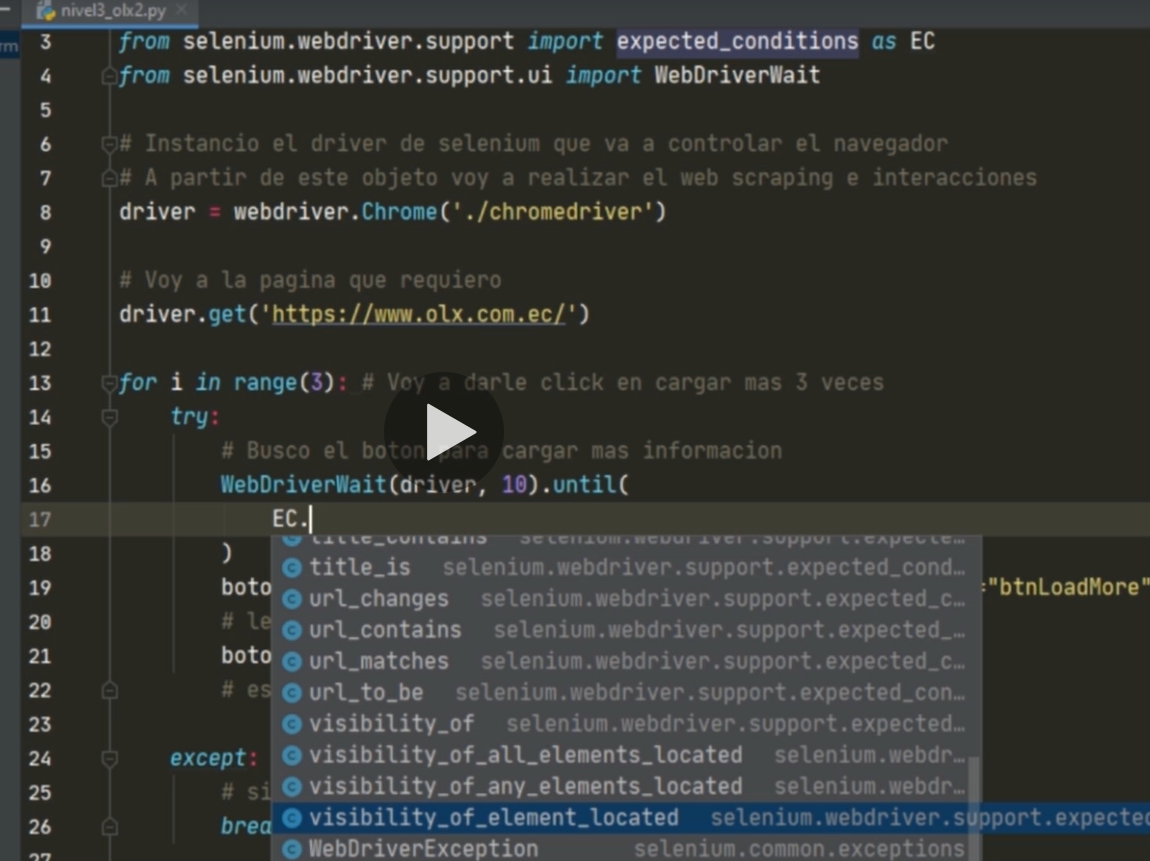 nivel3_olx2.py
3 from selenium.webdriver.support import expected_conditions as EC
4 from selenium.webdriver.support.ui import WebDriverWait
5
6 # Instancio el driver de selenium que va a controlar el navegador
7 # A partir de este objeto voy a realizar el web scraping e interacciones
8 driver = webdriver.Chrome('./chromedriver')
9
10 # Voy a la pagina que requiero
11 driver.get('https://www.olx.com.ec/')
12
13 for i in range(3): # Voy a darle click en cargar mas 3 veces
14 try:
15 # Busco el boton para cargar mas informacion
16 WebDriverWait(driver, 10).until(
17 EC.
title_contains selenium.webdriver.support.expecte…
18 )
title_is selenium.webdriver.support.expected_cond…
19 boto ="btnLoadMore"
url_changes selenium.webdriver.support.expected_c…
20 # le
url_contains selenium.webdriver.support.expected_…
21 boto
url_matches selenium.webdriver.support.expected_c…
22 # es
url_to_be selenium.webdriver.support.expected_con…
23
visibility_of selenium.webdriver.support.expected…
24 except:
visibility_of_all_elements_located selenium.webdr…
25 # si
visibility_of_any_elements_located selenium.webdr…
26 brea
visibility_of_element_located selenium.webdriver.support.expected
27
WebDriverException selenium.common.exceptions